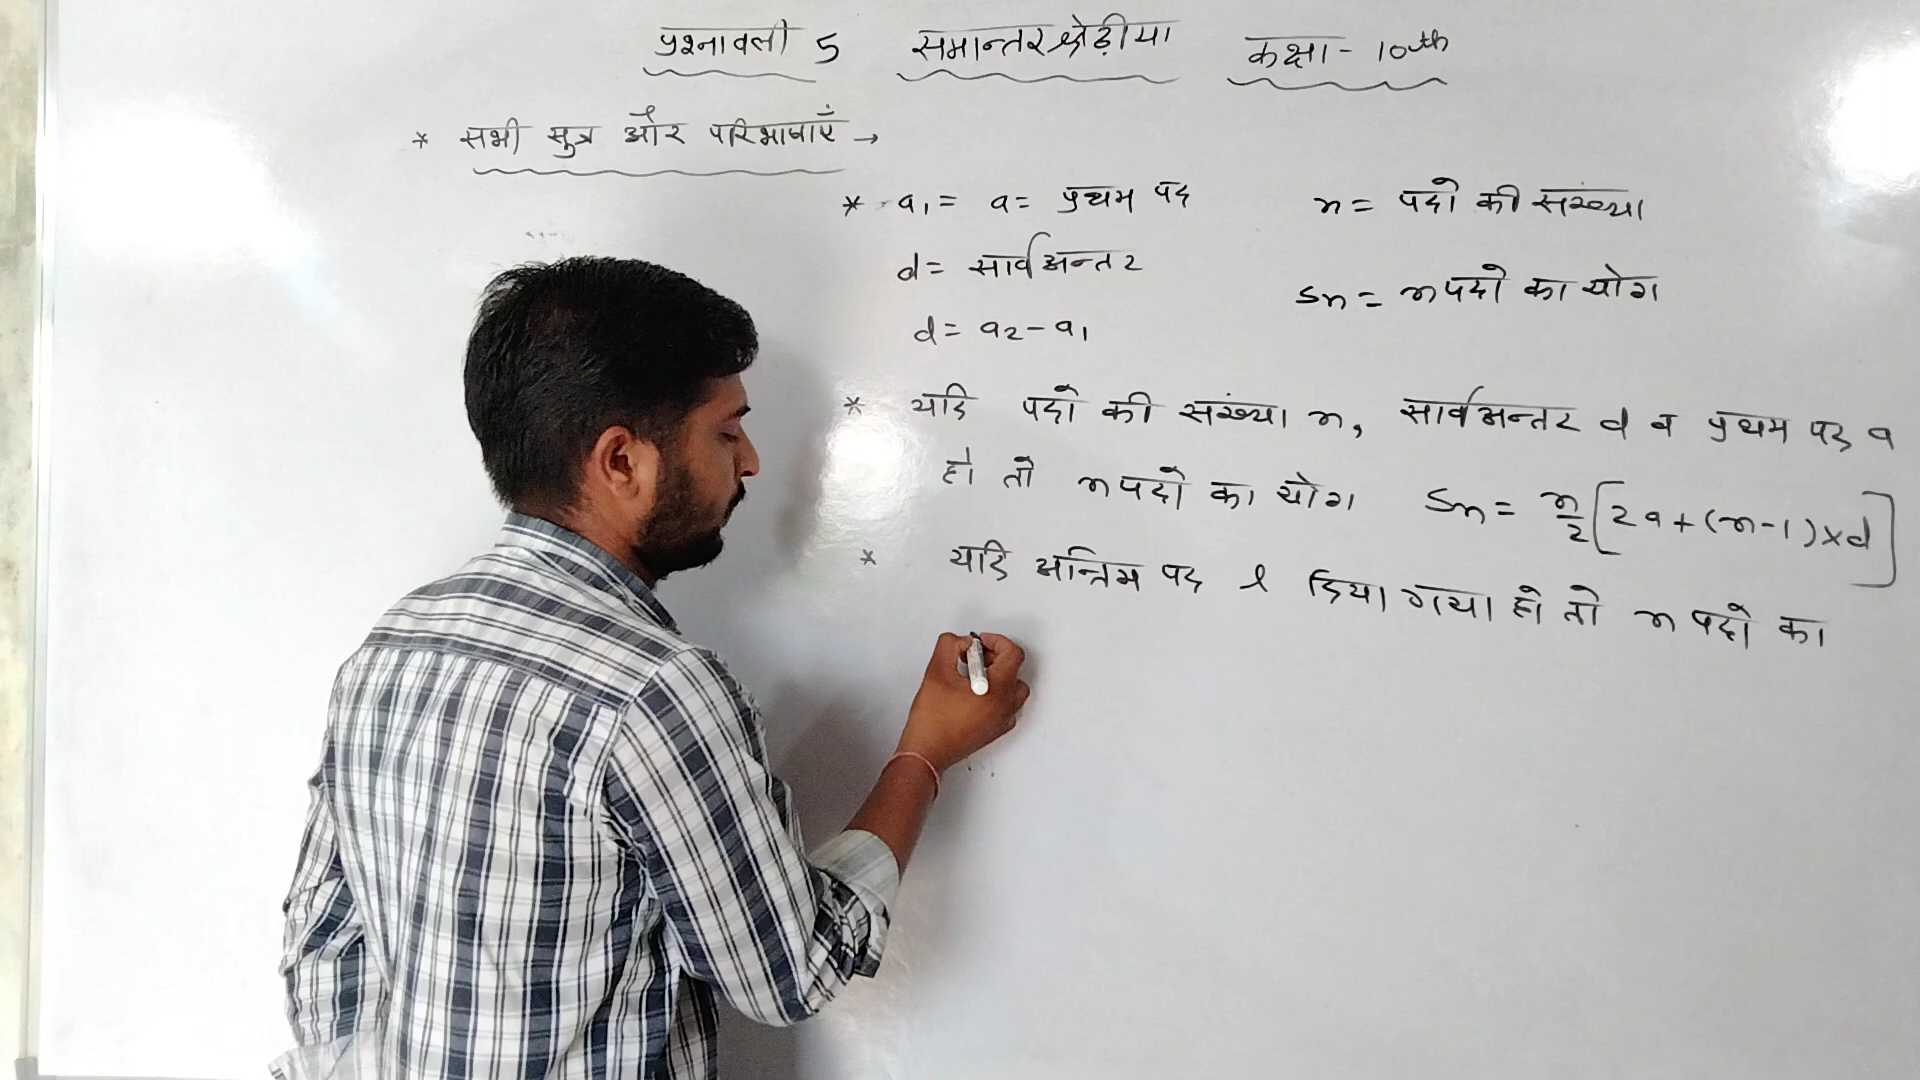 प्रश्नावली 5 समान्तर श्रेढ़ीया कक्षा - 10th
* सभी सुत्र और परिभाषाएँ →
* a₁ = a = प्रथम पद n = पदो की संख्या
d = सार्वअन्तर
Sn = n पदो का योग
d = a₂ - a₁
* यदि पदो की संख्या n, सार्वअन्तर d व प्रथम पद a
हो तो n पदो का योग Sn = n/2 [2a + (n-1)×d]
* यदि अन्तिम पद l दिया गया हो तो n पदो का